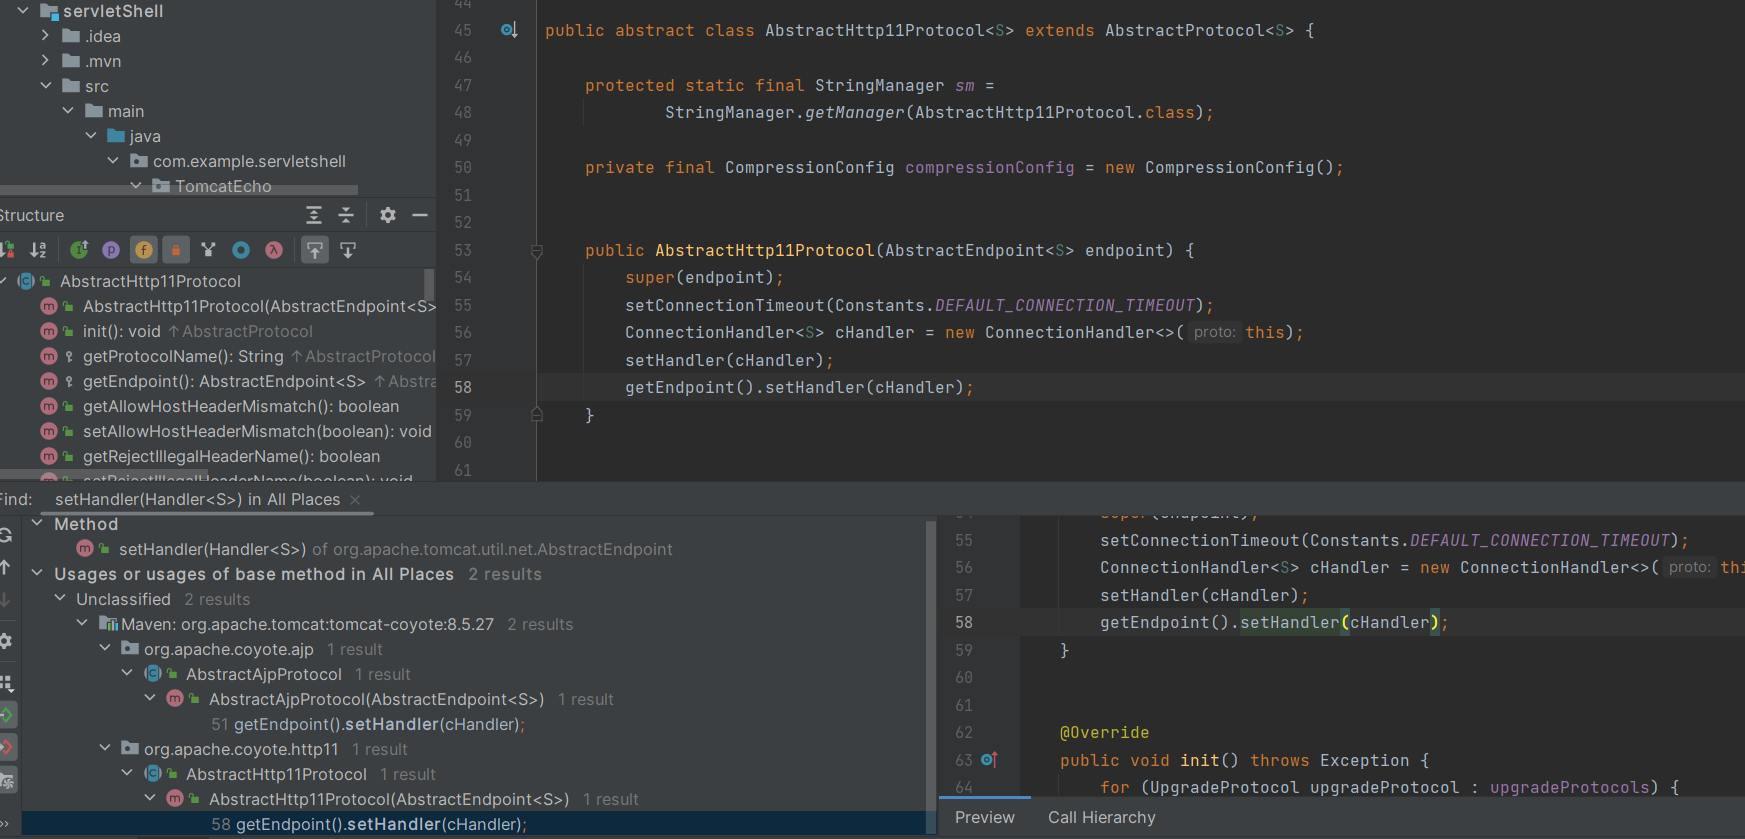 servletShell
.idea
.mvn
src
main
java
com.example.servletshell
TomcatEcho
Structure
AbstractHttp11Protocol
AbstractHttp11Protocol(AbstractEndpoint<S>
init(): void ↑AbstractProtocol
getProtocolName(): String ↑AbstractProtocol
getEndpoint(): AbstractEndpoint<S> ↑Abstra
getAllowHostHeaderMismatch(): boolean
setAllowHostHeaderMismatch(boolean): void
getRejectIllegalHeaderName(): boolean
setRejectIllegalHeaderName(boolean): void
44
45 public abstract class AbstractHttp11Protocol<S> extends AbstractProtocol<S> {
46
47 protected static final StringManager sm =
48 StringManager.getManager(AbstractHttp11Protocol.class);
49
50 private final CompressionConfig compressionConfig = new CompressionConfig();
51
52
53 public AbstractHttp11Protocol(AbstractEndpoint<S> endpoint) {
54 super(endpoint);
55 setConnectionTimeout(Constants.DEFAULT_CONNECTION_TIMEOUT);
56 ConnectionHandler<S> cHandler = new ConnectionHandler<>( proto: this);
57 setHandler(cHandler);
58 getEndpoint().setHandler(cHandler);
59 }
60
61
Find: setHandler(Handler<S>) in All Places ×
Method
setHandler(Handler<S>) of org.apache.tomcat.util.net.AbstractEndpoint
Usages or usages of base method in All Places 2 results
Unclassified 2 results
Maven: org.apache.tomcat:tomcat-coyote:8.5.27 2 results
org.apache.coyote.ajp 1 result
AbstractAjpProtocol 1 result
AbstractAjpProtocol(AbstractEndpoint<S>) 1 result
51 getEndpoint().setHandler(cHandler);
org.apache.coyote.http11 1 result
AbstractHttp11Protocol 1 result
AbstractHttp11Protocol(AbstractEndpoint<S>) 1 result
58 getEndpoint().setHandler(cHandler);
54 super(endpoint);
55 setConnectionTimeout(Constants.DEFAULT_CONNECTION_TIMEOUT);
56 ConnectionHandler<S> cHandler = new ConnectionHandler<>( proto: thi
57 setHandler(cHandler);
58 getEndpoint().setHandler(cHandler);
59 }
60
61
62 @Override
63 public void init() throws Exception {
64 for (UpgradeProtocol upgradeProtocol : upgradeProtocols) {
Preview Call Hierarchy